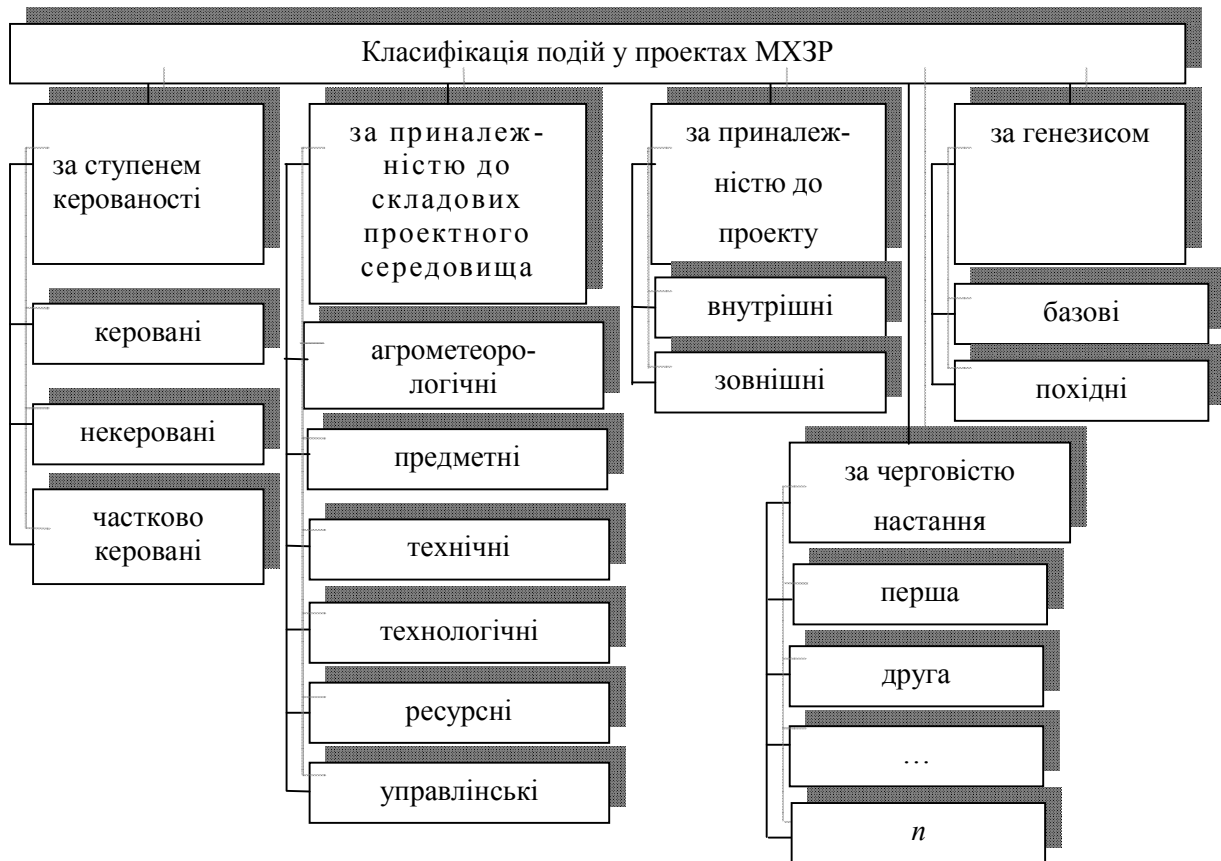 Класифікація подій у проектах МХЗР
за ступенем
керованості
керовані
некеровані
частково
керовані
за приналеж-
ністю до
складових
проектного
середовища
агрометеоро-
логічні
предметні
технічні
технологічні
ресурсні
управлінські
за приналеж-
ністю до
проекту
внутрішні
зовнішні
за генезисом
базові
похідні
за черговістю
настання
перша
друга
…
n